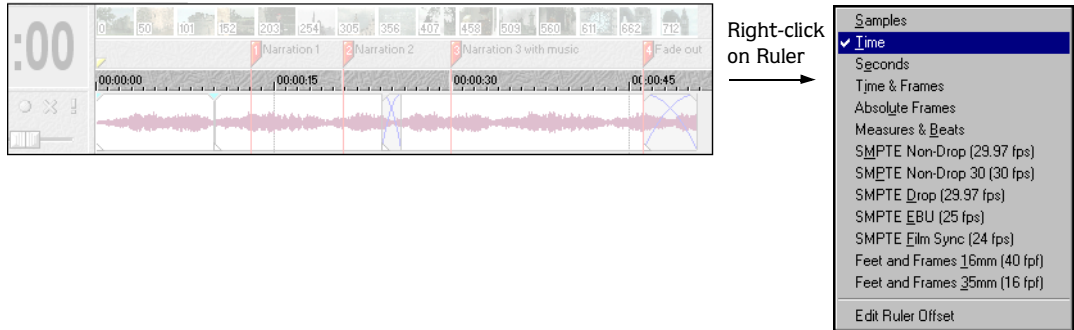 :00
0 50 101 152 203 254 305 356 407 458 509 560 611 662 712
1 Narration 1 2 Narration 2 3 Narration 3 with music 4 Fade out
00:00:00 00:00:15 00:00:30 00:00:45
Right-click
on Ruler
Samples
Time
Seconds
Time & Frames
Absolute Frames
Measures & Beats
SMPTE Non-Drop (29.97 fps)
SMPTE Non-Drop 30 (30 fps)
SMPTE Drop (29.97 fps)
SMPTE EBU (25 fps)
SMPTE Film Sync (24 fps)
Feet and Frames 16mm (40 fpf)
Feet and Frames 35mm (16 fpf)
Edit Ruler Offset